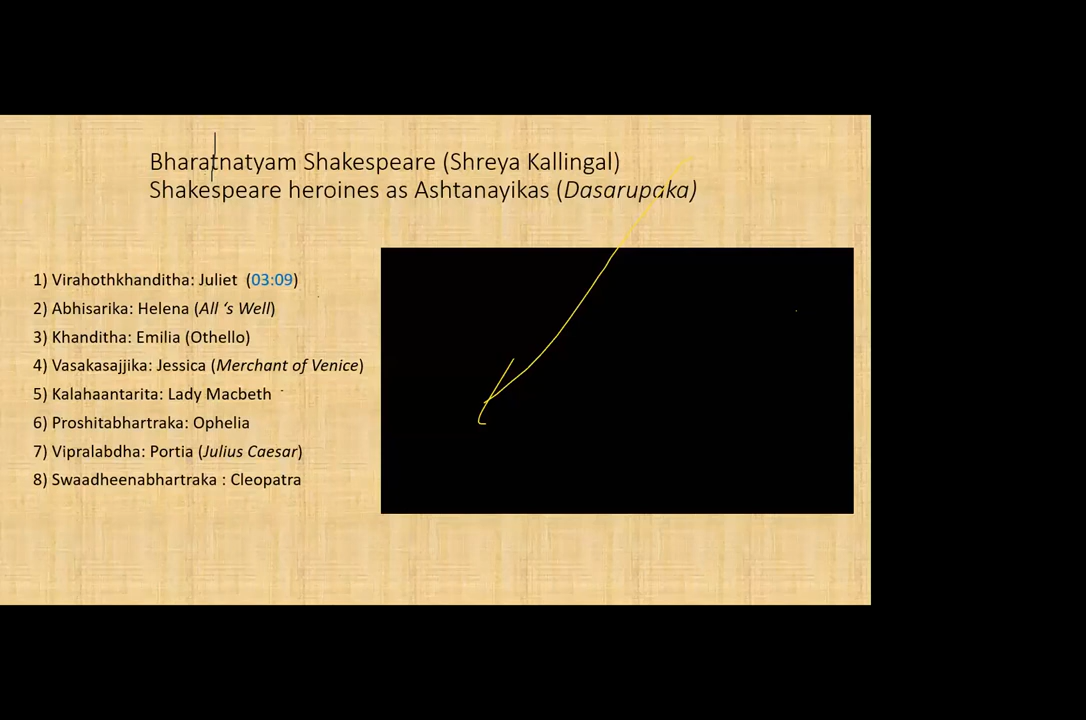 Bharatnatyam Shakespeare (Shreya Kallingal)
Shakespeare heroines as Ashtanayikas (Dasarupaka)
1) Virahothkhanditha: Juliet (03:09)
2) Abhisarika: Helena (All ‘s Well)
3) Khanditha: Emilia (Othello)
4) Vasakasajjika: Jessica (Merchant of Venice)
5) Kalahaantarita: Lady Macbeth
6) Proshitabhartraka: Ophelia
7) Vipralabdha: Portia (Julius Caesar)
8) Swaadheenabhartraka : Cleopatra